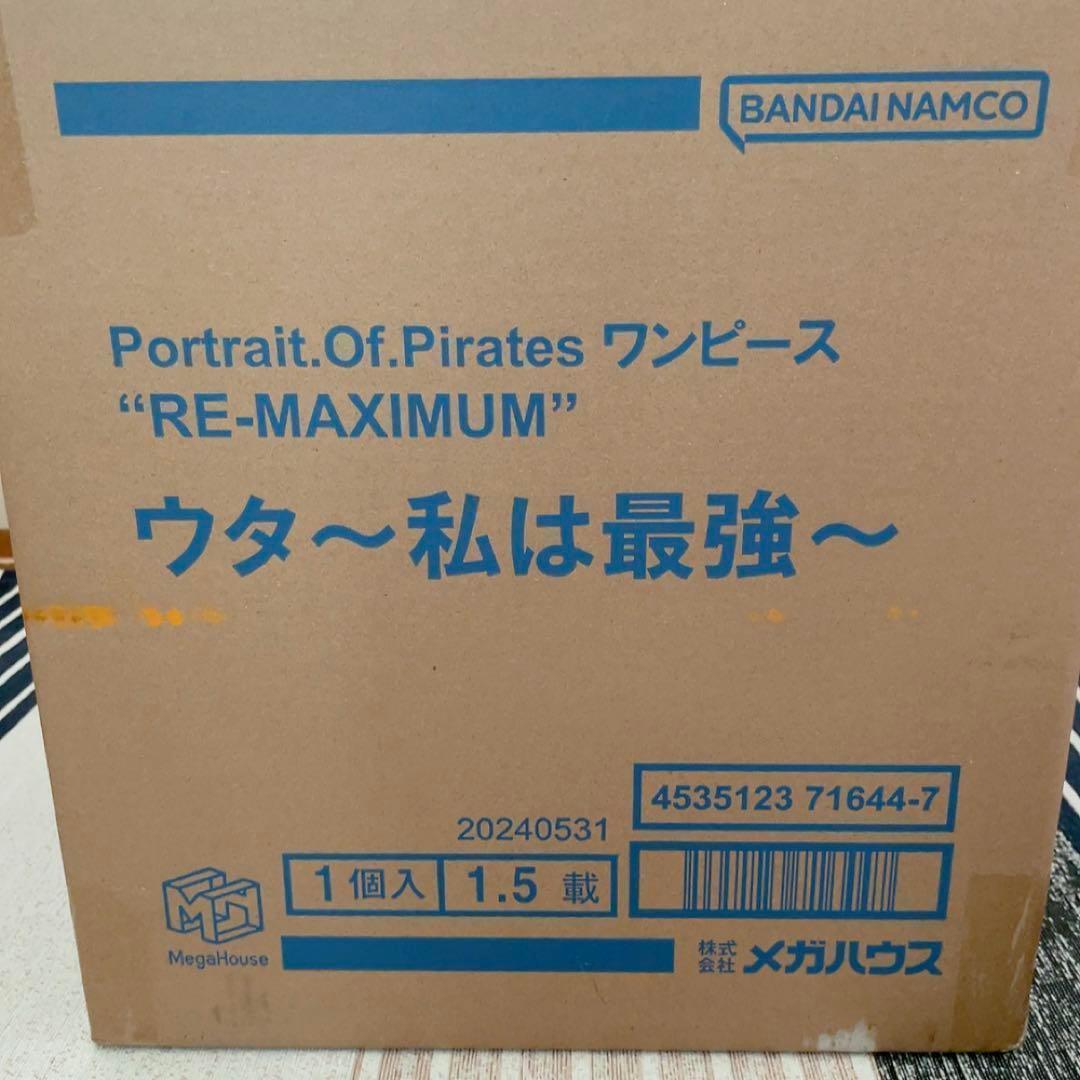 BANDAI NAMCO
Portrait.Of.Pirates ワンピース
“RE-MAXIMUM”
ウタ～私は最強～
4535123 71644-7
20240531
1個入 1.5 載
MegaHouse
株式会社 メガハウス